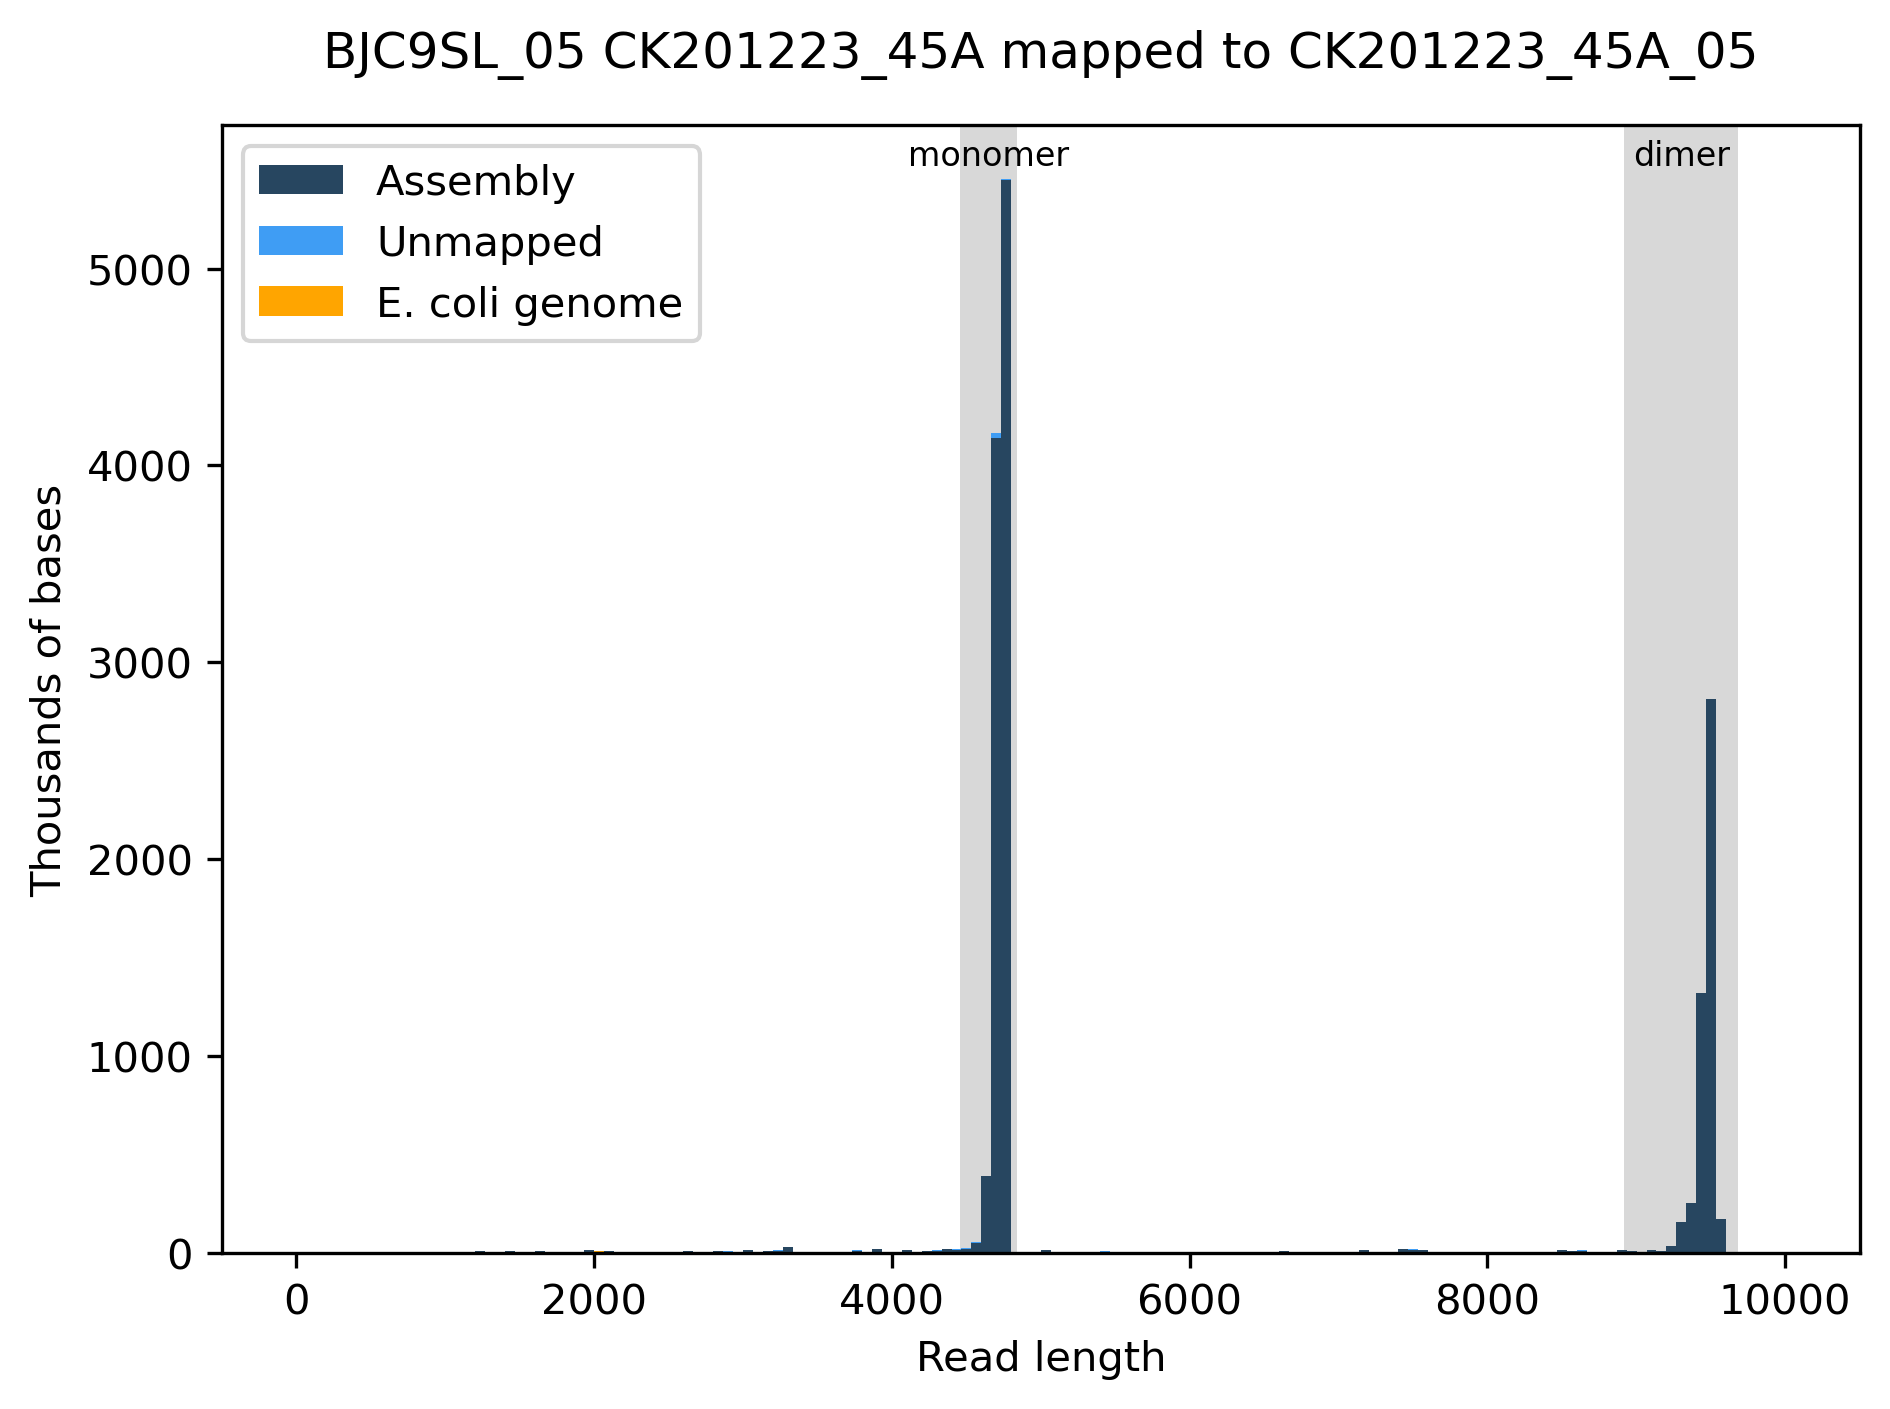 BJC9SL_05 CK201223_45A mapped to CK201223_45A_05
Assembly
Unmapped
E. coli genome
monomer
dimer
5000
4000
3000
2000
1000
0
Thousands of bases
0 2000 4000 6000 8000 10000
Read length